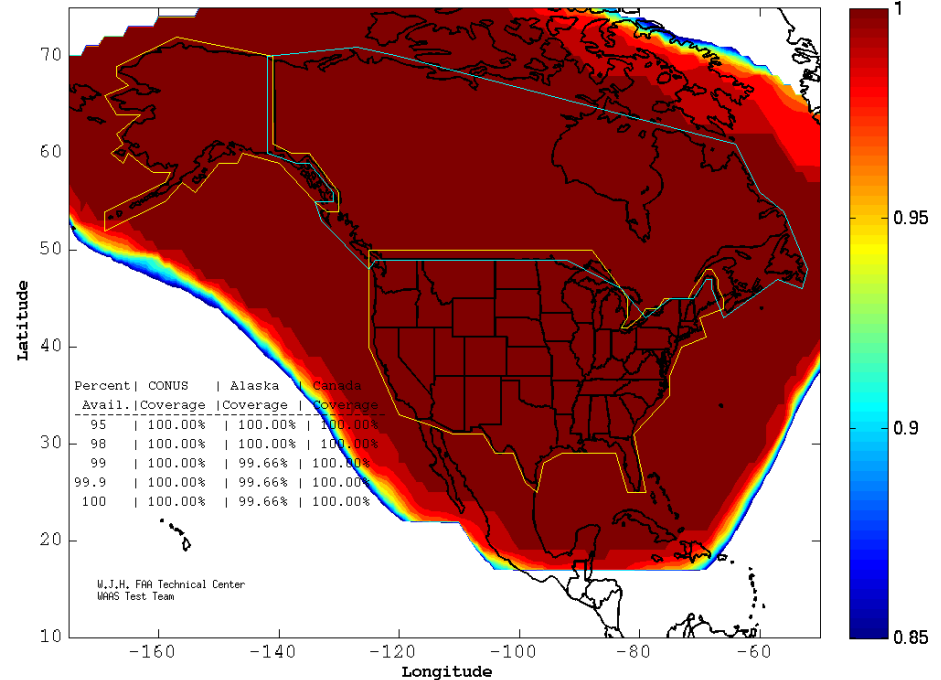 70
60
50
40
30
20
10
Latitude
-160
-140
-120
-100
-80
-60
Longitude
1
0.95
0.9
0.85
Percent| CONUS | Alaska | Canada
Avail. |Coverage |Coverage | Coverage
95 | 100.00% | 100.00% | 100.00%
98 | 100.00% | 100.00% | 100.00%
99 | 100.00% | 99.66% | 100.00%
99.9 | 100.00% | 99.66% | 100.00%
100 | 100.00% | 99.66% | 100.00%
W.J.H. FAA Technical Center
WAAS Test Team